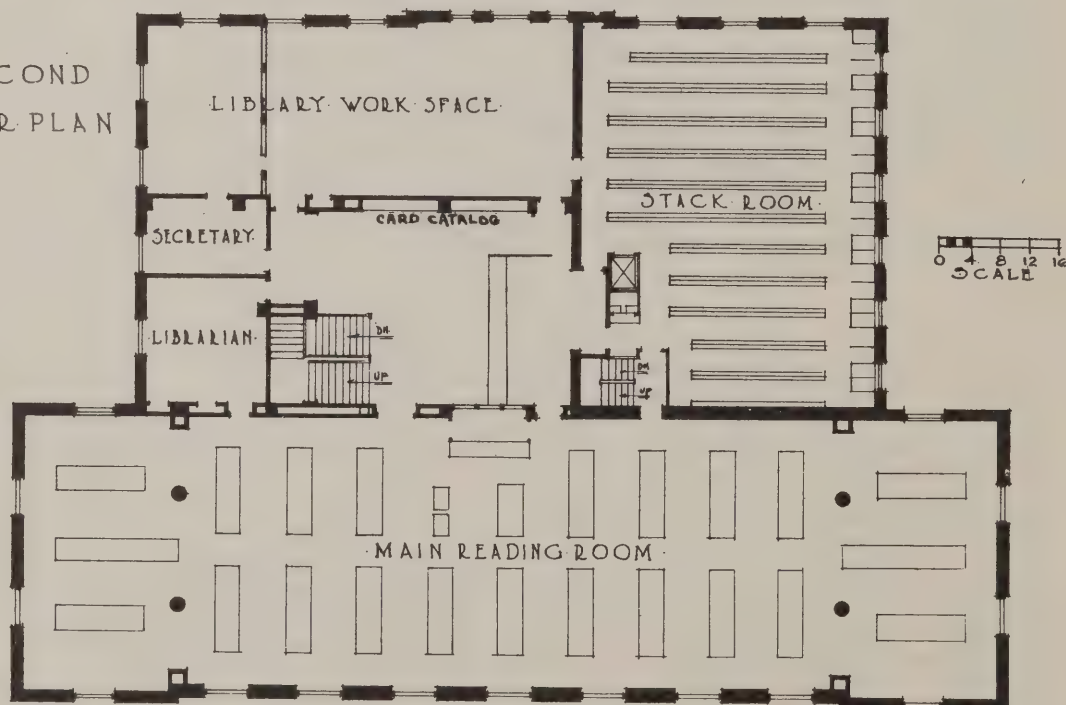 COND
R PLAN
·LIBRARY·WORK·SPACE·
STACK·ROOM·
CARD CATALOG
SECRETARY·
0 4 8 12 16
SCALE
·LIBRARIAN·
DN.
UP
DN
UP
·MAIN READING ROOM·